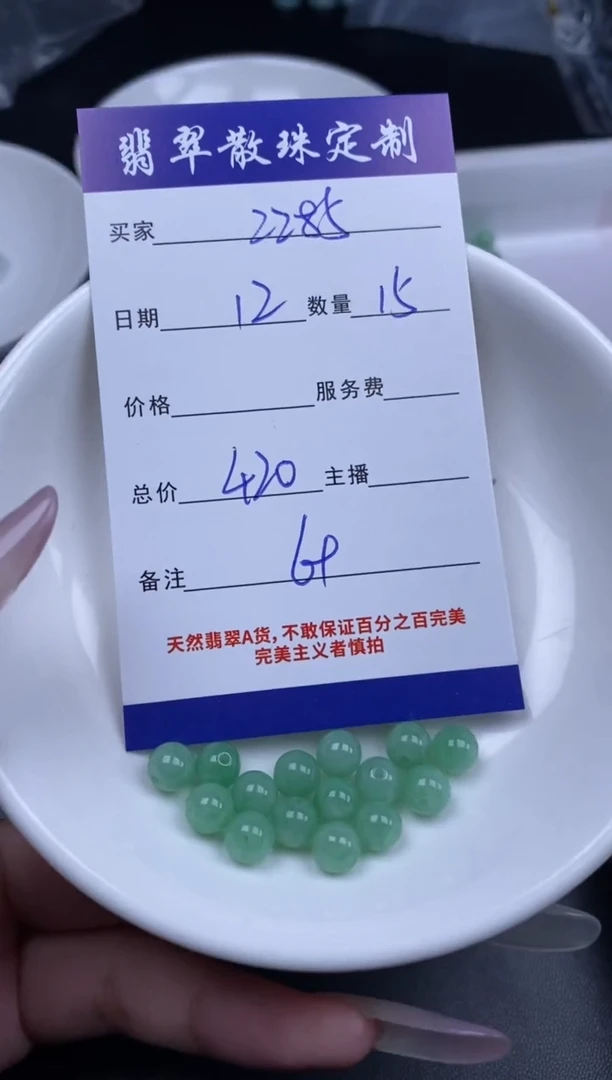 翡翠散珠定制
买家 2285
日期 12 数量 15
价格 服务费
总价 420 主播
备注
天然翡翠A货,不敢保证百分之百完美
完美主义者慎拍